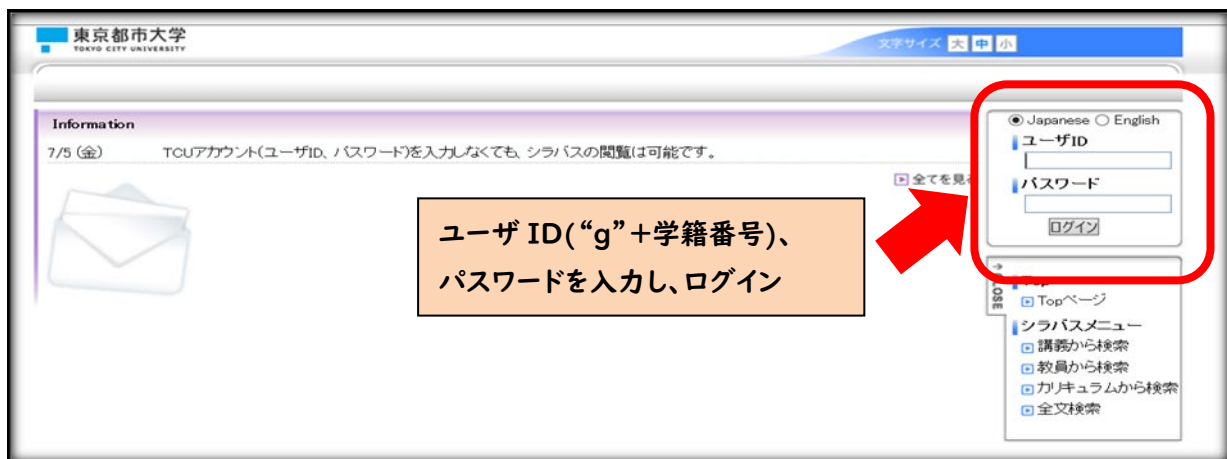 東京都市大学
TOKYO CITY UNIVERSITY
文字サイズ 大 中 小
Information
7/5 (金) TCUアカウント(ユーザID、パスワード)を入力しなくても、シラバスの閲覧は可能です。
全てを見る
ユーザ ID(“g”+学籍番号)、
パスワードを入力し、ログイン
Japanese English
ユーザID
パスワード
ログイン
CLOSE
Top
Topページ
シラバスメニュー
講義から検索
教員から検索
カリキュラムから検索
全文検索